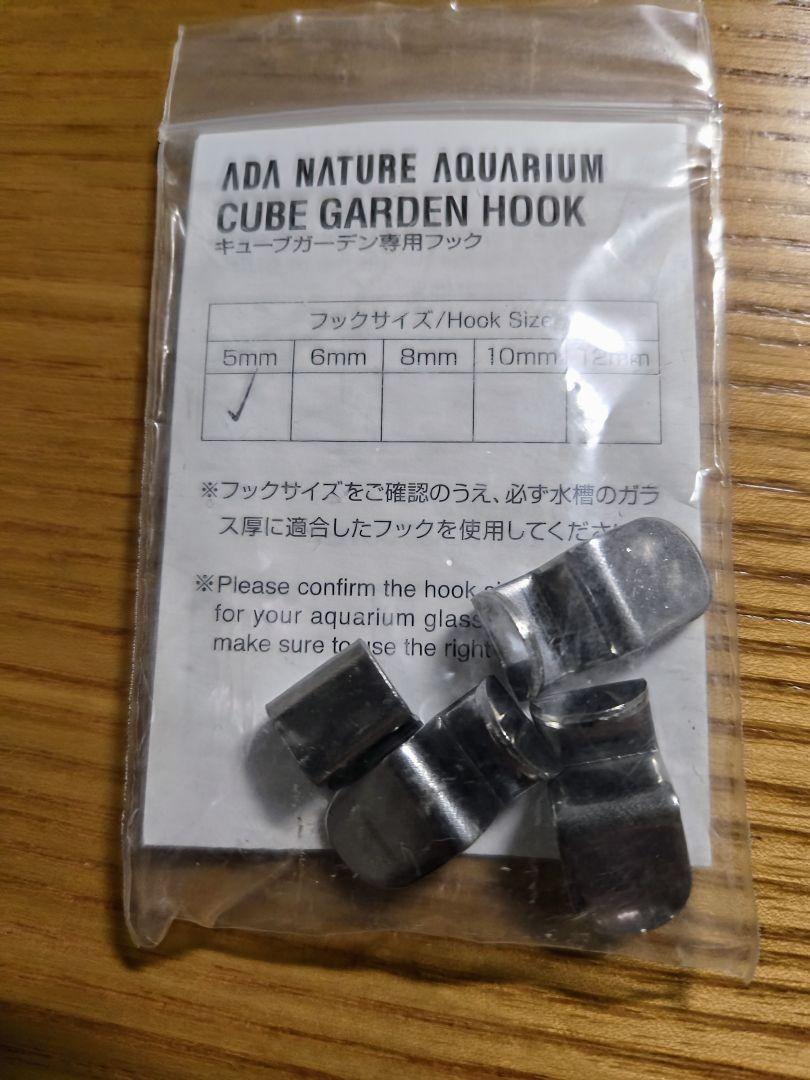 ADA NATURE AQUARIUM
CUBE GARDEN HOOK
キューブガーデン専用フック
フックサイズ/Hook Size
5mm 6mm 8mm 10mm 12mm
✓
※フックサイズをご確認のうえ、必ず水槽のガラ
ス厚に適合したフックを使用してくださ
※Please confirm the hook
for your aquarium glass
make sure to use the right